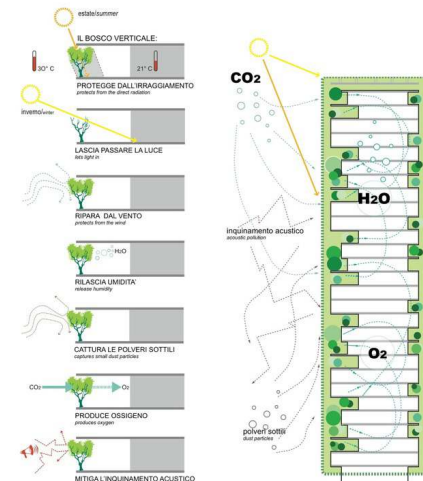 estate/summer
IL BOSCO VERTICALE:
30° C
21° C
PROTEGGE DALL'IRRAGGIAMENTO
protects from the direct radiation
inverno/winter
LASCIA PASSARE LA LUCE
lets light in
RIPARA DAL VENTO
protects from the wind
H2O
RILASCIA UMIDITA'
release humidity
CATTURA LE POLVERI SOTTILI
captures small dust particles
CO2
O2
PRODUCE OSSIGENO
produces oxygen
MITIGA L'INQUINAMENTO ACUSTICO
CO2
H2O
inquinamento acustico
acoustic pollution
O2
polveri sottili
dust particles